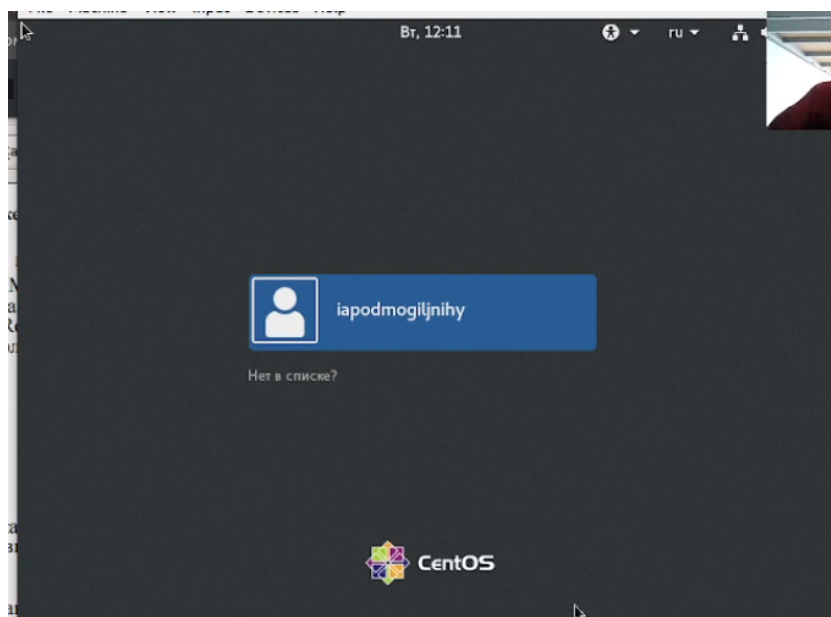 Вт, 12:11
ru
iapodmogiljnihy
Нет в списке?
CentOS